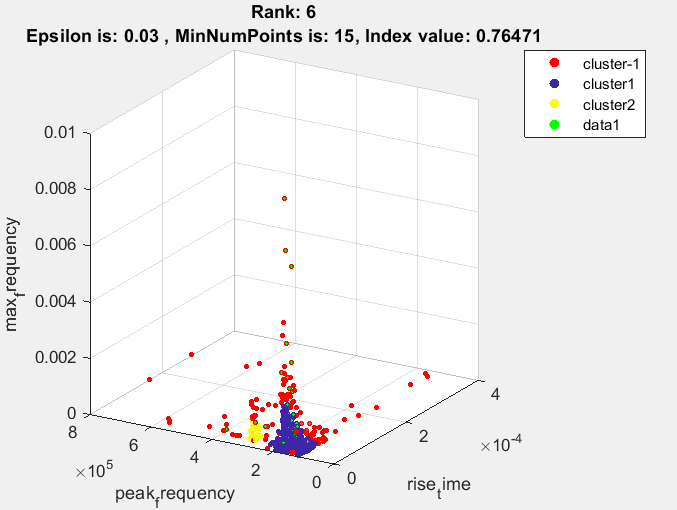 Rank: 6
Epsilon is: 0.03 , MinNumPoints is: 15, Index value: 0.76471
cluster-1
cluster1
cluster2
data1
0.01
0.008
0.006
0.004
0.002
0
max_frequency
8
6
4
2
0
×10^5
peak_frequency
0
2
4
×10^-4
rise_time